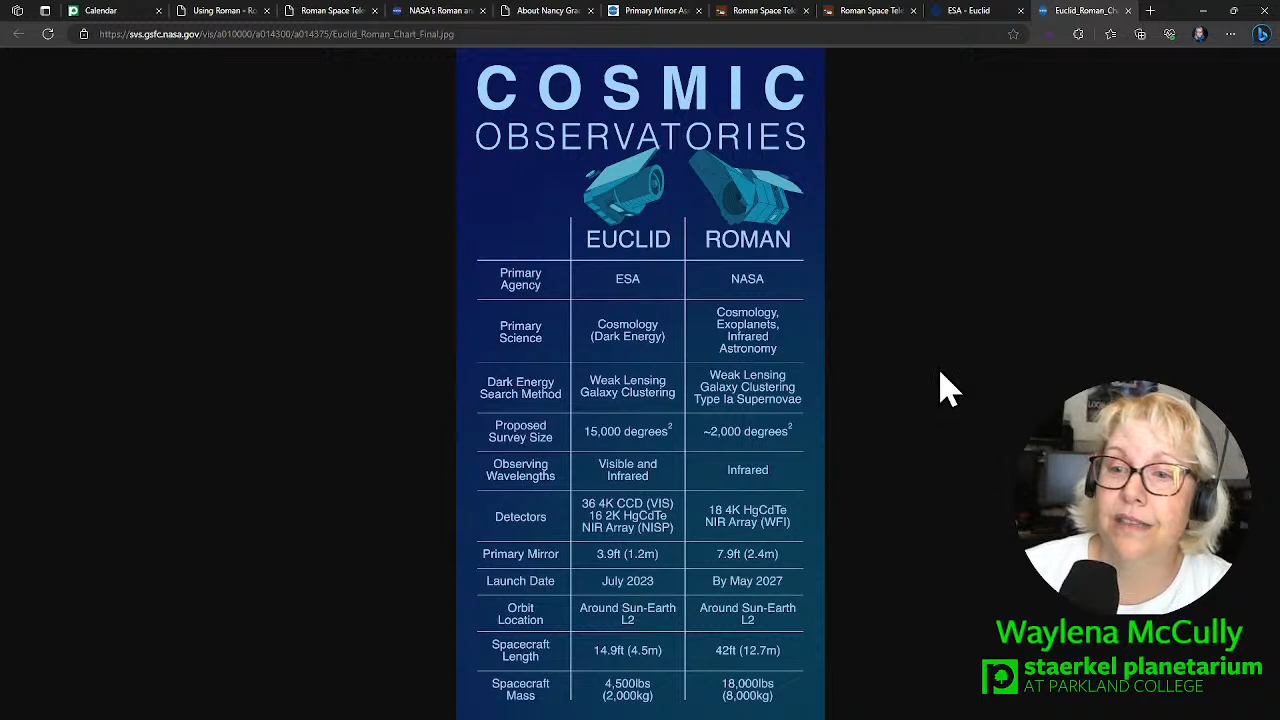 Calendar
Using Roman - Ro
Roman Space Tele
NASA's Roman an
About Nancy Grac
Primary Mirror Ass
Roman Space Tele
Roman Space Tele
ESA - Euclid
Euclid_Roman_Cha
https://svs.gsfc.nasa.gov/vis/a010000/a014300/a014375/Euclid_Roman_Chart_Final.jpg
COSMIC
OBSERVATORIES
EUCLID
ROMAN
Primary
Agency
ESA
NASA
Primary
Science
Cosmology
(Dark Energy)
Cosmology,
Exoplanets,
Infrared
Astronomy
Dark Energy
Search Method
Weak Lensing
Galaxy Clustering
Weak Lensing
Galaxy Clustering
Type Ia Supernovae
Proposed
Survey Size
15,000 degrees²
~2,000 degrees²
Observing
Wavelengths
Visible and
Infrared
Infrared
Detectors
36 4K CCD (VIS)
16 2K HgCdTe
NIR Array (NISP)
18 4K HgCdTe
NIR Array (WFI)
Primary Mirror
3.9ft (1.2m)
7.9ft (2.4m)
Launch Date
July 2023
By May 2027
Orbit
Location
Around Sun-Earth
L2
Around Sun-Earth
L2
Spacecraft
Length
14.9ft (4.5m)
42ft (12.7m)
Spacecraft
Mass
4,500lbs
(2,000kg)
18,000lbs
(8,000kg)
Waylena McCully
staerkel planetarium
AT PARKLAND COLLEGE